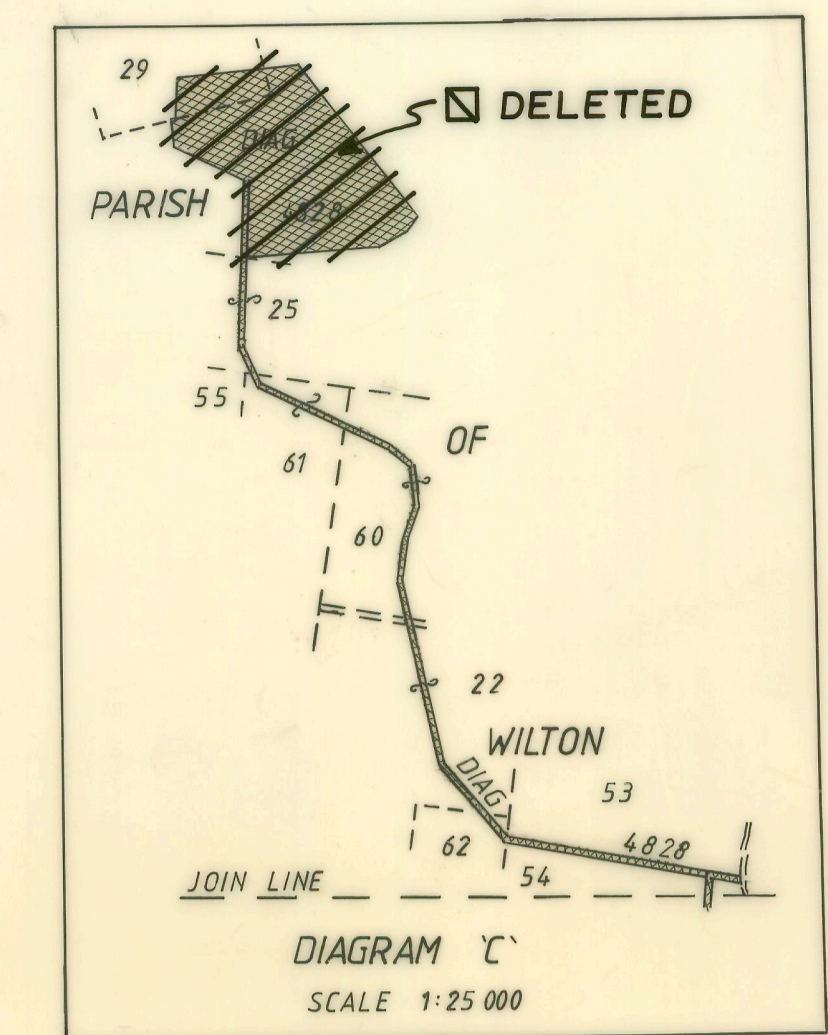 29
DELETED
DIAG
PARISH
4828
25
55
OF
61
60
22
WILTON
DIAG
53
62
4828
54
JOIN LINE
DIAGRAM 'C'
SCALE 1:25 000